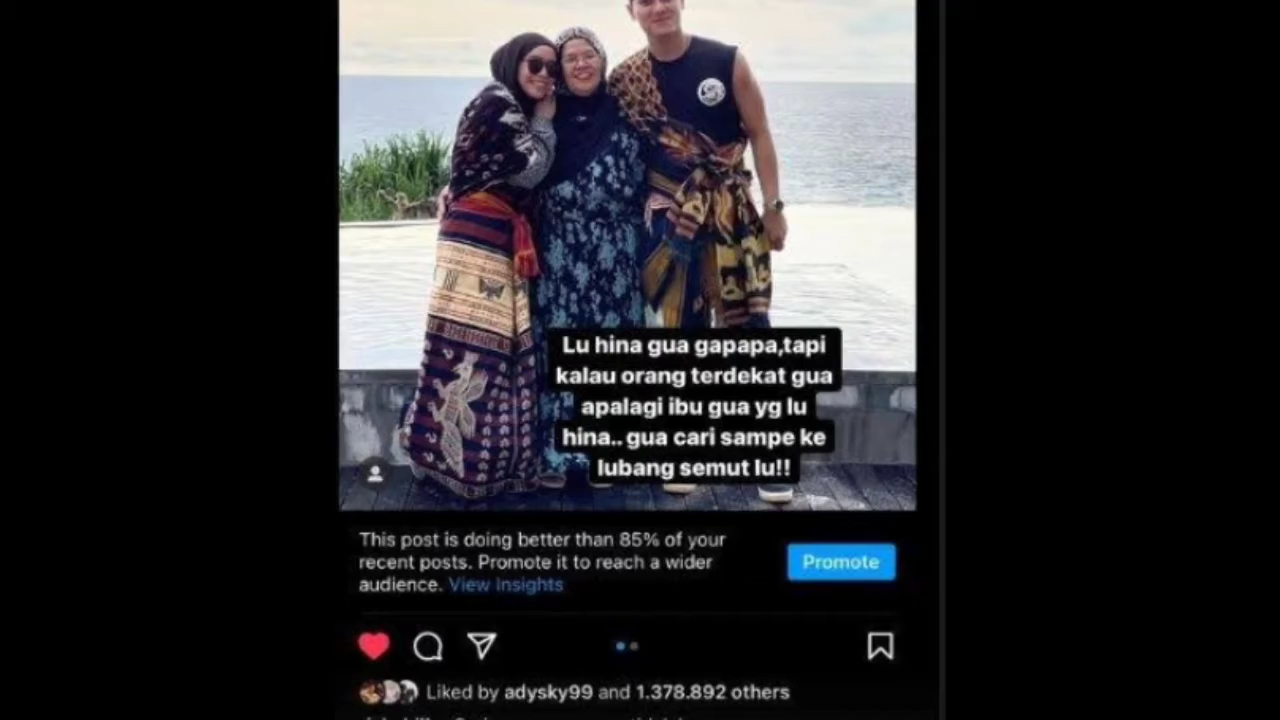 Lu hina gua gapapa,tapi
kalau orang terdekat gua
apalagi ibu gua yg lu
hina.. gua cari sampe ke
lubang semut lu!!
This post is doing better than 85% of your
recent posts. Promote it to reach a wider
audience. View Insights
Promote
Liked by adysky99 and 1.378.892 others